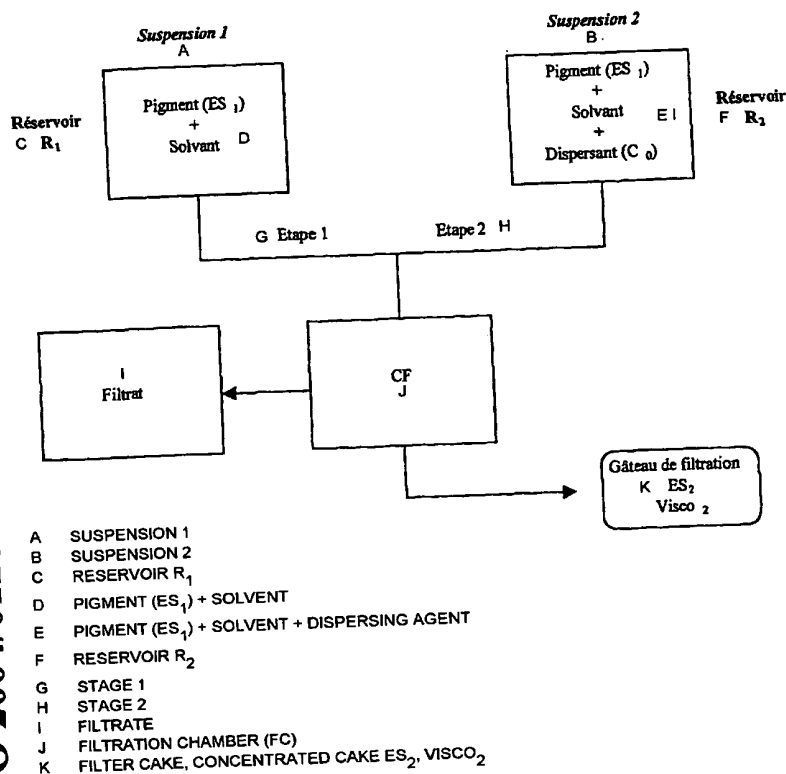 Suspension 1
A
Suspension 2
B .
Réservoir
C R₁
Pigment (ES ₁)
+
Solvant D
Pigment (ES ₁)
+
Solvant E I
+
Dispersant (C ₀)
Réservoir
F R₂
G Etape 1
Etape 2 H
I
Filtrat
CF
J
Gâteau de filtration
K ES₂
Visco ₂
A SUSPENSION 1
B SUSPENSION 2
C RESERVOIR R₁
D PIGMENT (ES₁) + SOLVENT
E PIGMENT (ES₁) + SOLVENT + DISPERSING AGENT
F RESERVOIR R₂
G STAGE 1
H STAGE 2
I FILTRATE
J FILTRATION CHAMBER (FC)
K FILTER CAKE, CONCENTRATED CAKE ES₂, VISCO₂